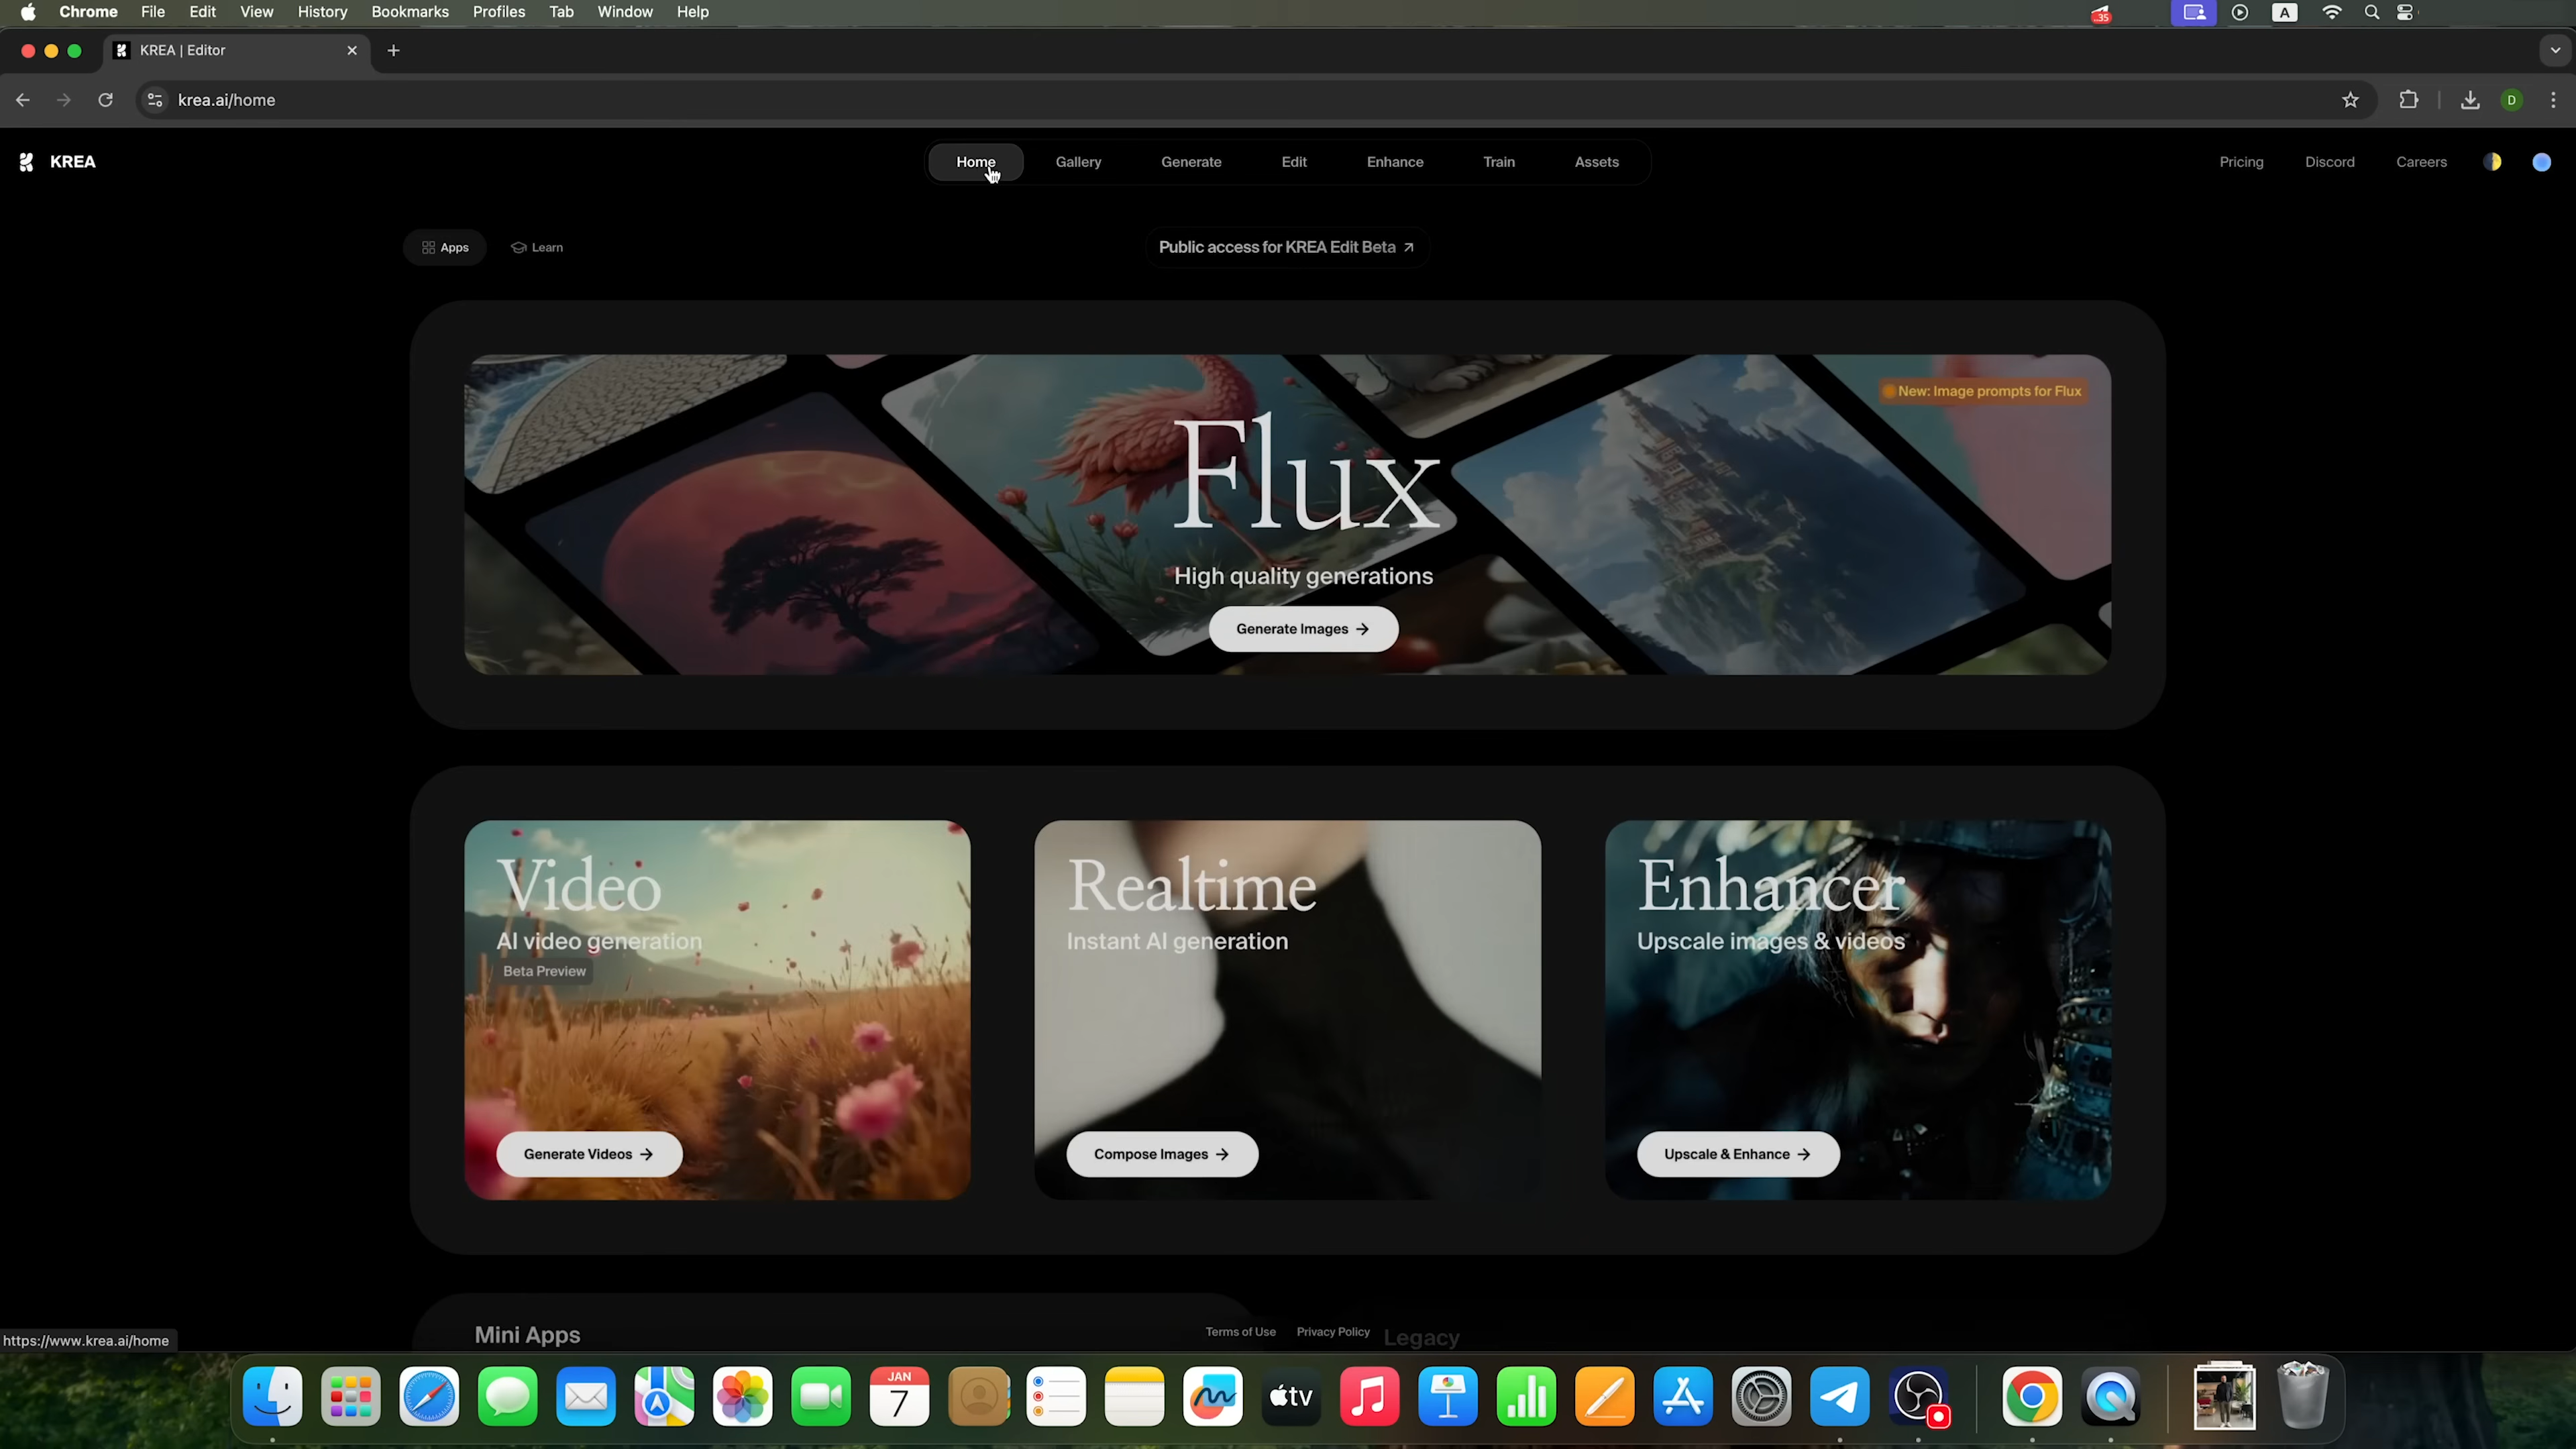 Chrome File Edit View History Bookmarks Profiles Tab Window Help
35
A
KREA | Editor
krea.ai/home
D
KREA
Home Gallery Generate Edit Enhance Train Assets
Pricing Discord Careers
Apps Learn
Public access for KREA Edit Beta ↗
New: Image prompts for Flux
Flux
High quality generations
Generate Images →
Video
AI video generation
Beta Preview
Generate Videos →
Realtime
Instant AI generation
Compose Images →
Enhancer
Upscale images & videos
Upscale & Enhance →
Mini Apps
Terms of Use Privacy Policy
Legacy
https://www.krea.ai/home
JAN
7
tv